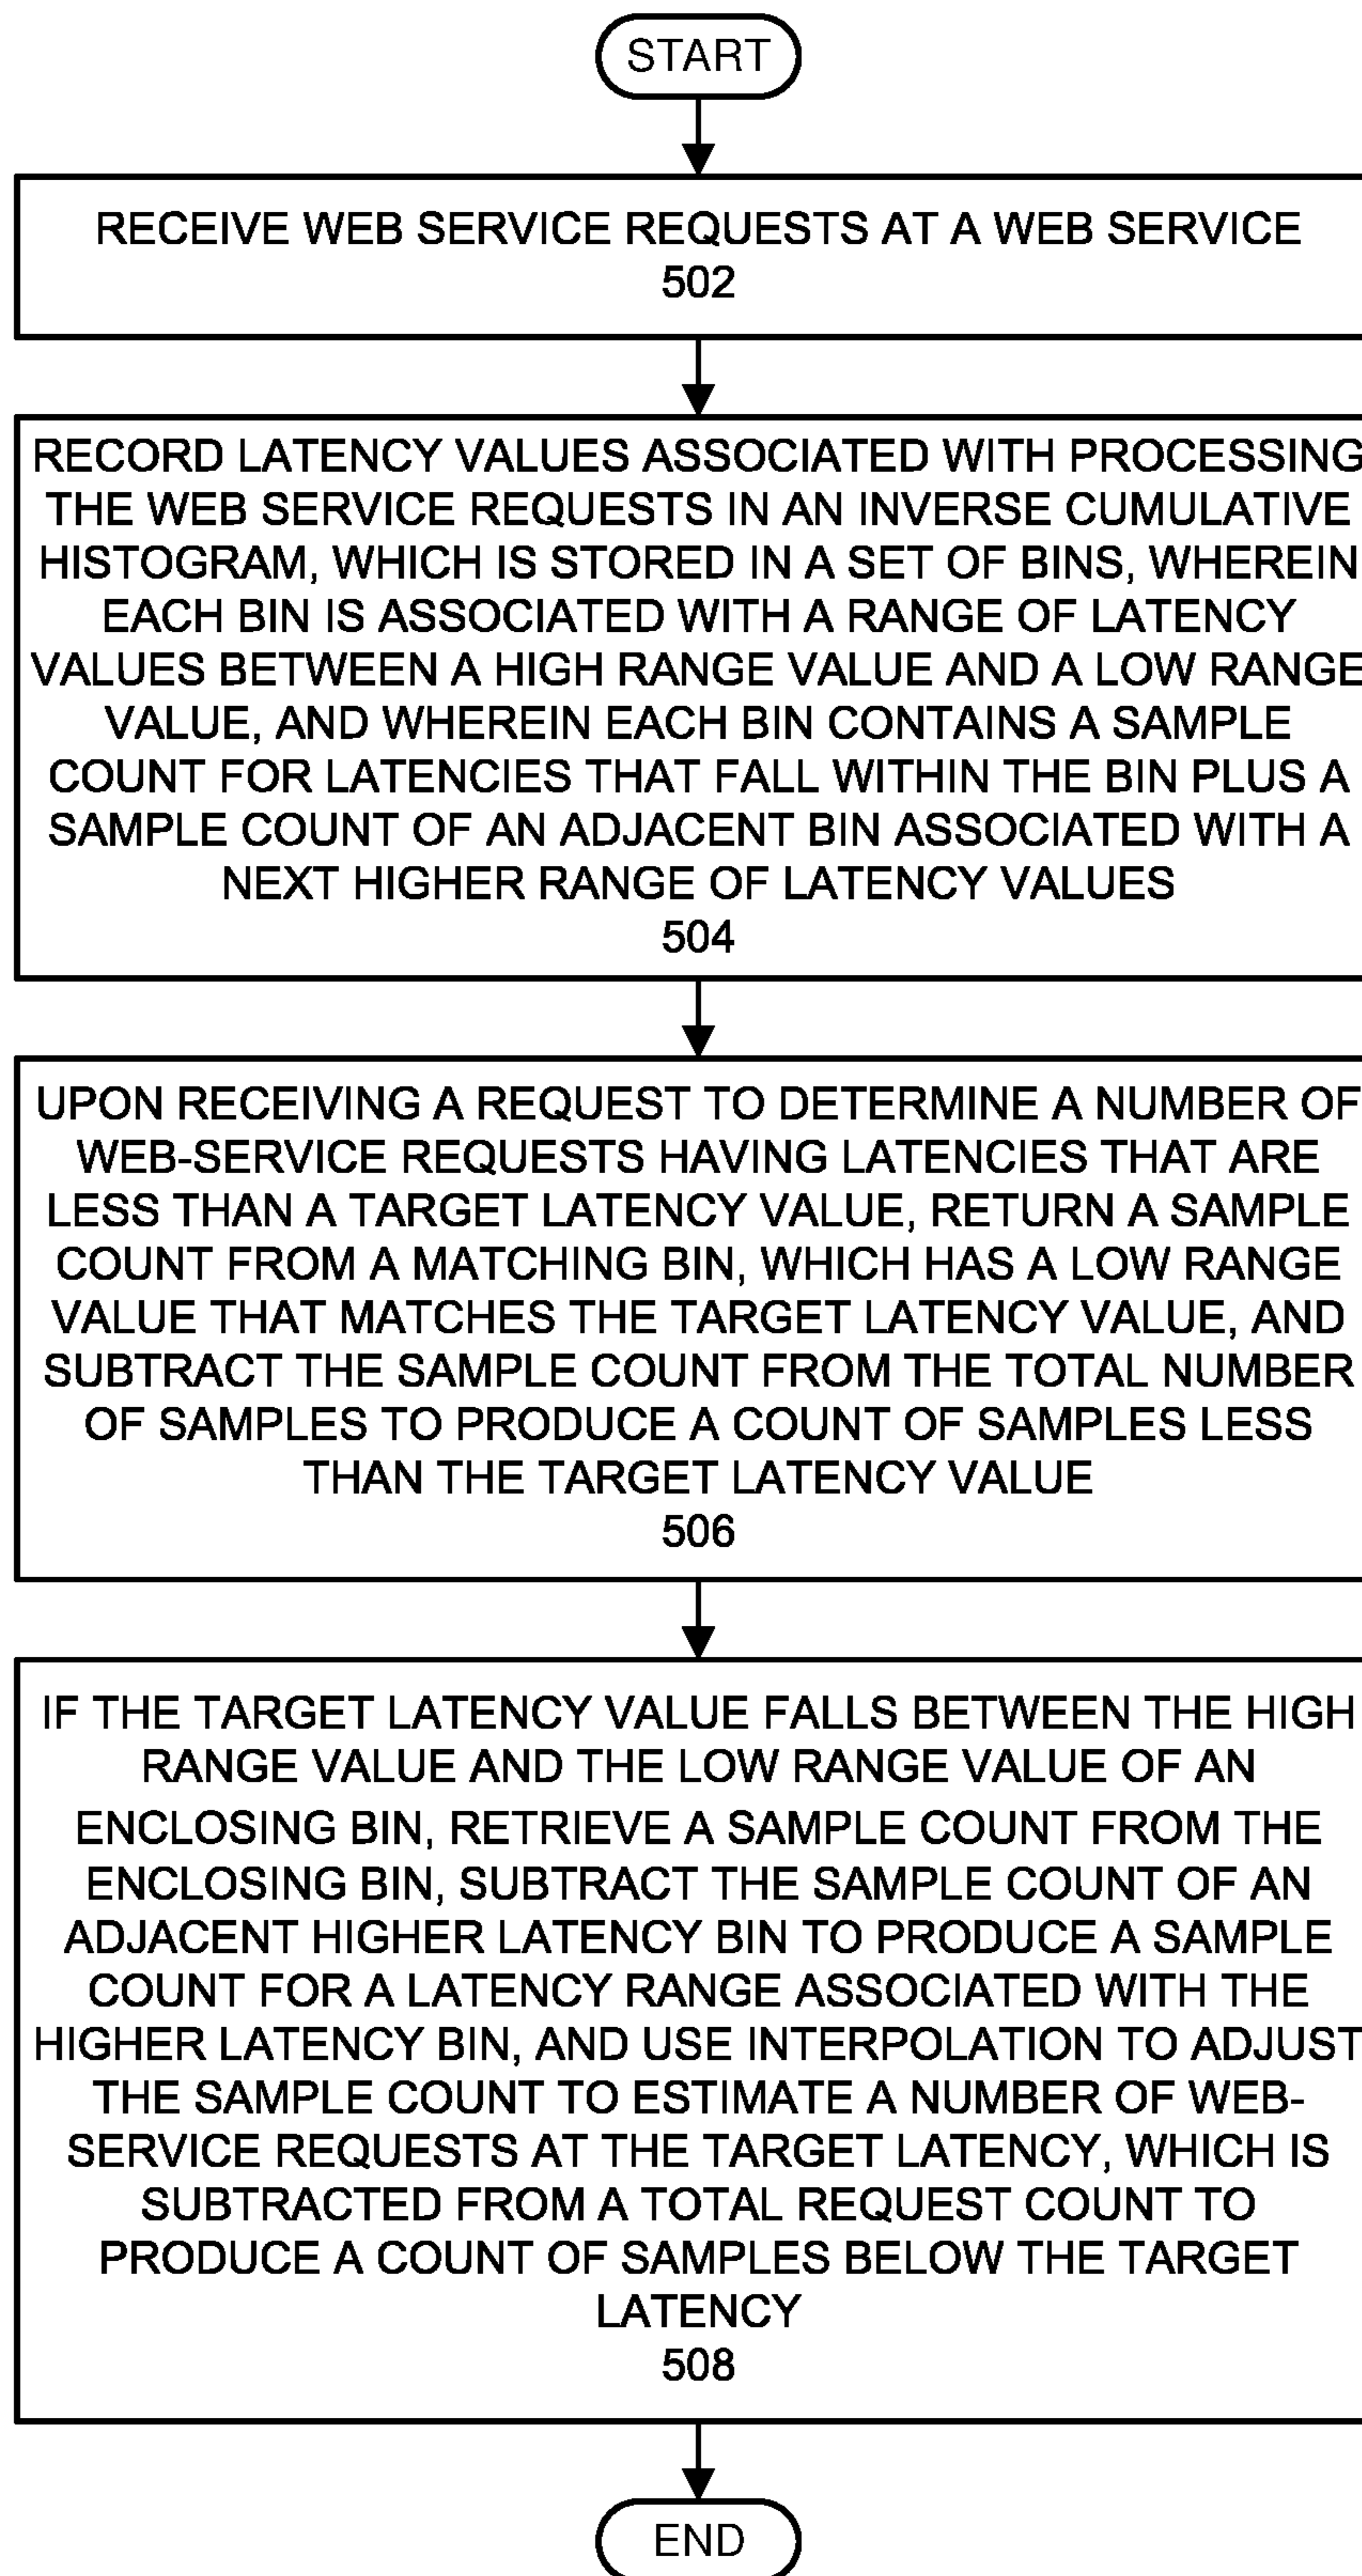 START
RECEIVE WEB SERVICE REQUESTS AT A WEB SERVICE
502
RECORD LATENCY VALUES ASSOCIATED WITH PROCESSING
THE WEB SERVICE REQUESTS IN AN INVERSE CUMULATIVE
HISTOGRAM, WHICH IS STORED IN A SET OF BINS, WHEREIN
EACH BIN IS ASSOCIATED WITH A RANGE OF LATENCY
VALUES BETWEEN A HIGH RANGE VALUE AND A LOW RANGE
VALUE, AND WHEREIN EACH BIN CONTAINS A SAMPLE
COUNT FOR LATENCIES THAT FALL WITHIN THE BIN PLUS A
SAMPLE COUNT OF AN ADJACENT BIN ASSOCIATED WITH A
NEXT HIGHER RANGE OF LATENCY VALUES
504
UPON RECEIVING A REQUEST TO DETERMINE A NUMBER OF
WEB-SERVICE REQUESTS HAVING LATENCIES THAT ARE
LESS THAN A TARGET LATENCY VALUE, RETURN A SAMPLE
COUNT FROM A MATCHING BIN, WHICH HAS A LOW RANGE
VALUE THAT MATCHES THE TARGET LATENCY VALUE, AND
SUBTRACT THE SAMPLE COUNT FROM THE TOTAL NUMBER
OF SAMPLES TO PRODUCE A COUNT OF SAMPLES LESS
THAN THE TARGET LATENCY VALUE
506
IF THE TARGET LATENCY VALUE FALLS BETWEEN THE HIGH
RANGE VALUE AND THE LOW RANGE VALUE OF AN
ENCLOSING BIN, RETRIEVE A SAMPLE COUNT FROM THE
ENCLOSING BIN, SUBTRACT THE SAMPLE COUNT OF AN
ADJACENT HIGHER LATENCY BIN TO PRODUCE A SAMPLE
COUNT FOR A LATENCY RANGE ASSOCIATED WITH THE
HIGHER LATENCY BIN, AND USE INTERPOLATION TO ADJUST
THE SAMPLE COUNT TO ESTIMATE A NUMBER OF WEB-
SERVICE REQUESTS AT THE TARGET LATENCY, WHICH IS
SUBTRACTED FROM A TOTAL REQUEST COUNT TO
PRODUCE A COUNT OF SAMPLES BELOW THE TARGET
LATENCY
508
END